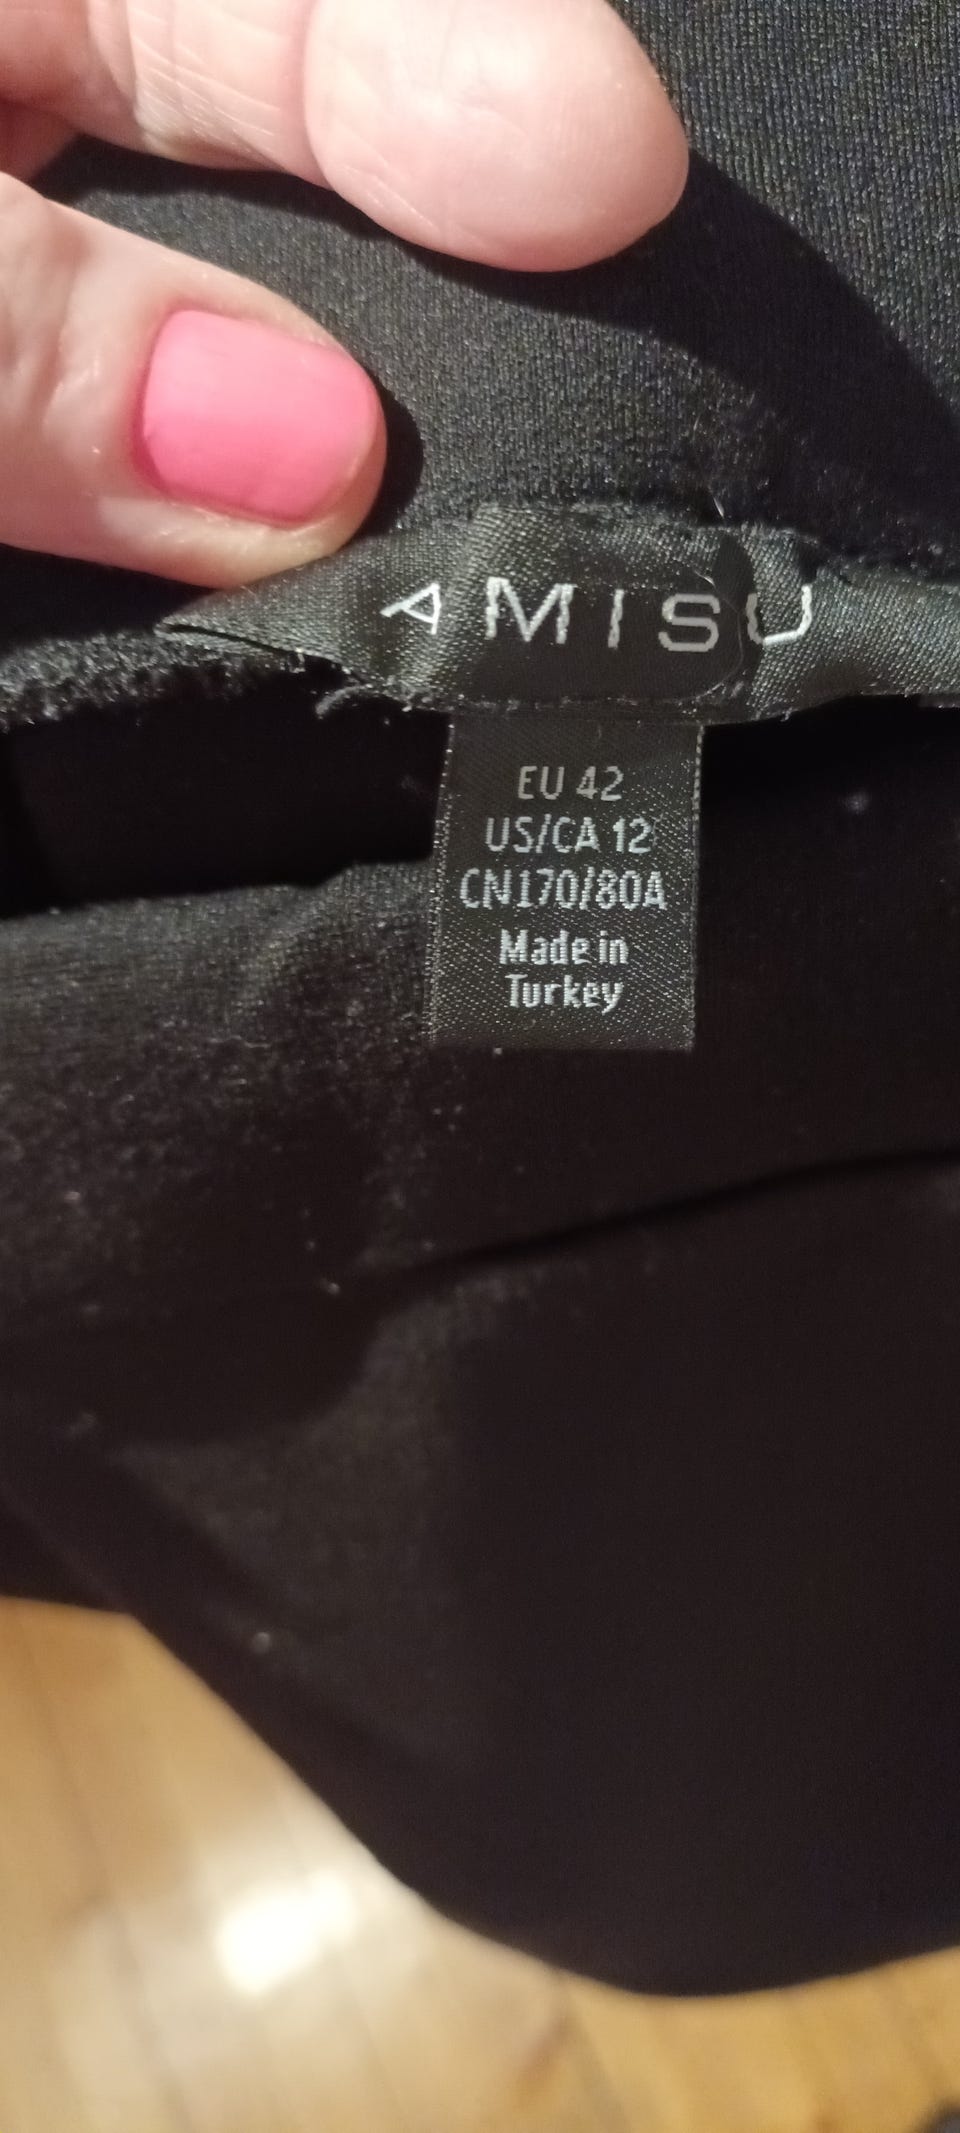 AMISU
EU 42
US/CA 12
CN170/80A
Made in
Turkey